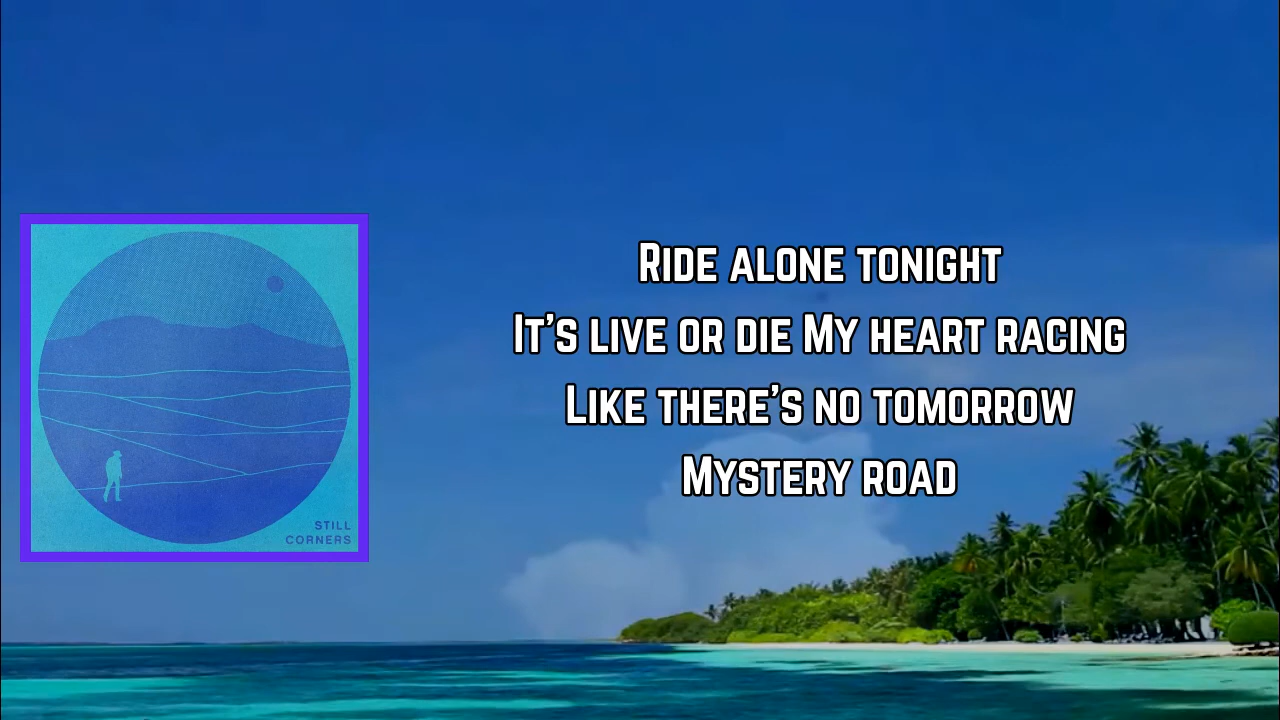 STILL
CORNERS
Ride alone tonight
It's live or die My heart racing
Like there's no tomorrow
Mystery road